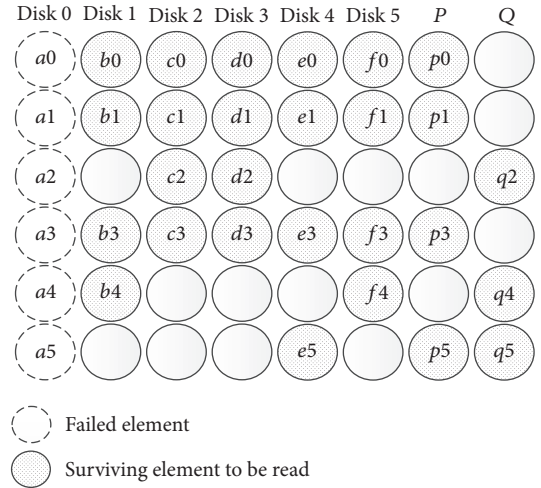 Disk 0 Disk 1 Disk 2 Disk 3 Disk 4 Disk 5 P Q
a0 b0 c0 d0 e0 f0 p0
a1 b1 c1 d1 e1 f1 p1
a2 c2 d2 q2
a3 b3 c3 d3 e3 f3 p3
a4 b4 f4 q4
a5 e5 p5 q5
Failed element
Surviving element to be read